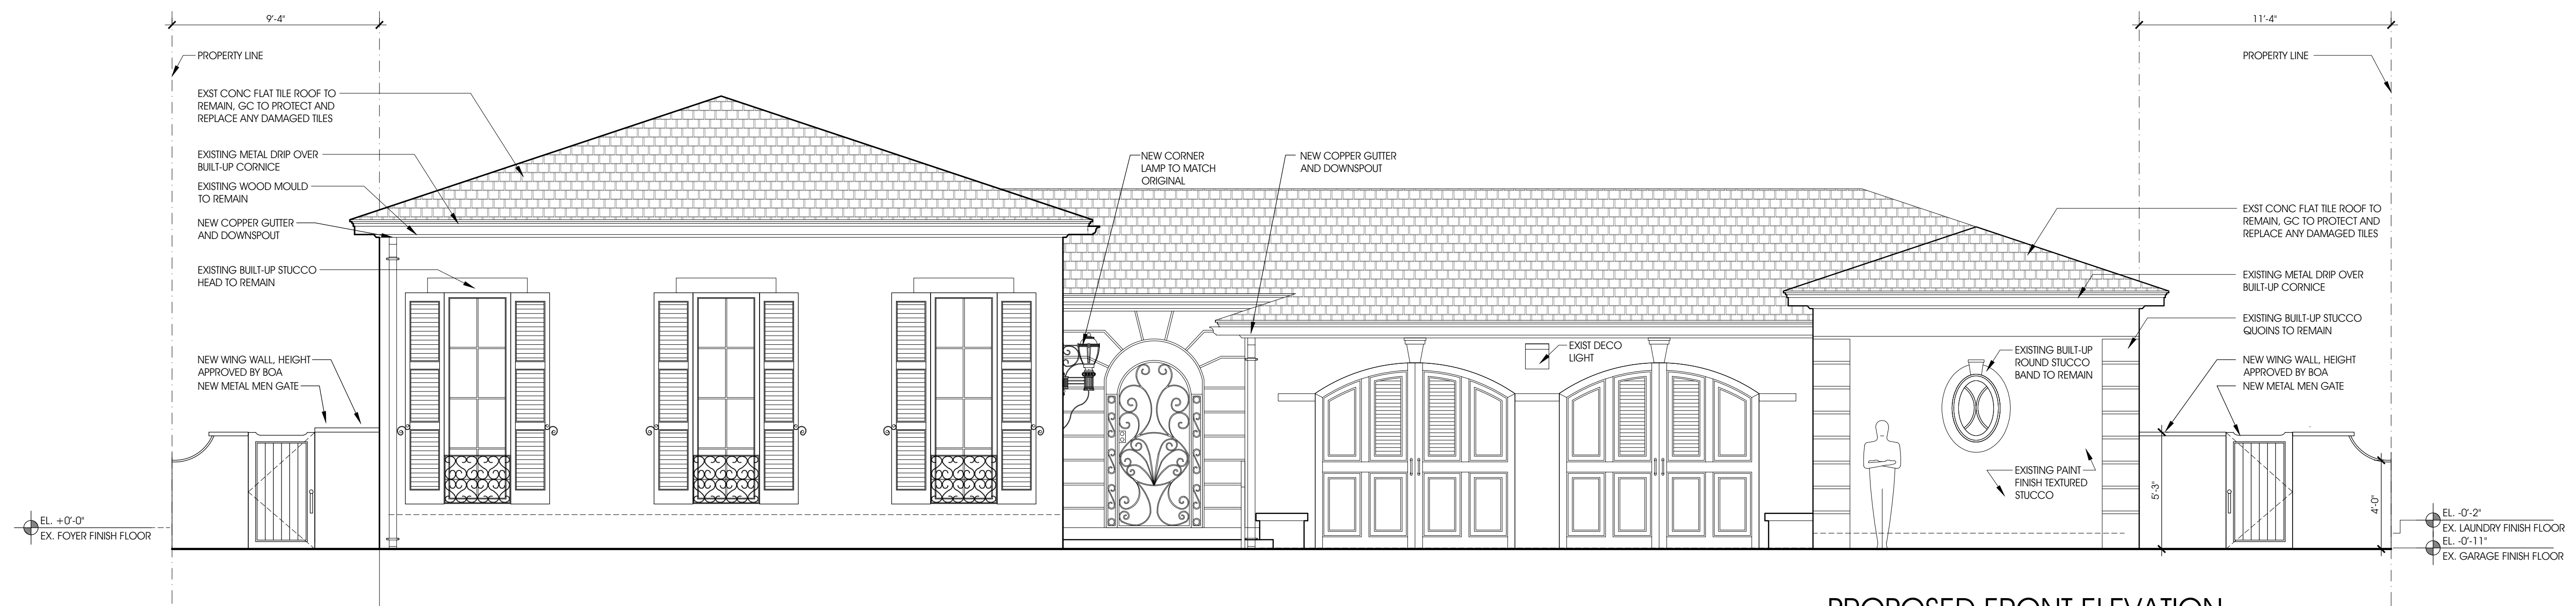 9'-4"
11'-4"
PROPERTY LINE
PROPERTY LINE
EXST CONC FLAT TILE ROOF TO
REMAIN, GC TO PROTECT AND
REPLACE ANY DAMAGED TILES
EXISTING METAL DRIP OVER
BUILT-UP CORNICE
EXISTING WOOD MOULD
TO REMAIN
NEW COPPER GUTTER
AND DOWNSPOUT
EXISTING BUILT-UP STUCCO
HEAD TO REMAIN
NEW WING WALL, HEIGHT
APPROVED BY BOA
NEW METAL MEN GATE
EL. +0'-0"
EX. FOYER FINISH FLOOR
NEW CORNER
LAMP TO MATCH
ORIGINAL
NEW COPPER GUTTER
AND DOWNSPOUT
EXIST DECO
LIGHT
EXISTING BUILT-UP
ROUND STUCCO
BAND TO REMAIN
EXISTING PAINT
FINISH TEXTURED
STUCCO
EXST CONC FLAT TILE ROOF TO
REMAIN, GC TO PROTECT AND
REPLACE ANY DAMAGED TILES
EXISTING METAL DRIP OVER
BUILT-UP CORNICE
EXISTING BUILT-UP STUCCO
QUOINS TO REMAIN
NEW WING WALL, HEIGHT
APPROVED BY BOA
NEW METAL MEN GATE
5'-3"
4'-0"
EL. -0'-2"
EX. LAUNDRY FINISH FLOOR
EL. -0'-11"
EX. GARAGE FINISH FLOOR
PROPOSED FRONT ELEVATION